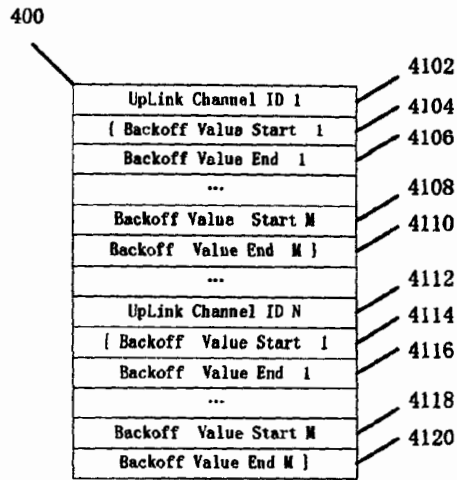 400
UpLink Channel ID 1
4102
{ Backoff Value Start 1
4104
Backoff Value End 1
4106
...
Backoff Value Start M
4108
Backoff Value End M }
4110
...
UpLink Channel ID N
4112
{ Backoff Value Start 1
4114
Backoff Value End 1
4116
...
Backoff Value Start M
4118
Backoff Value End M }
4120